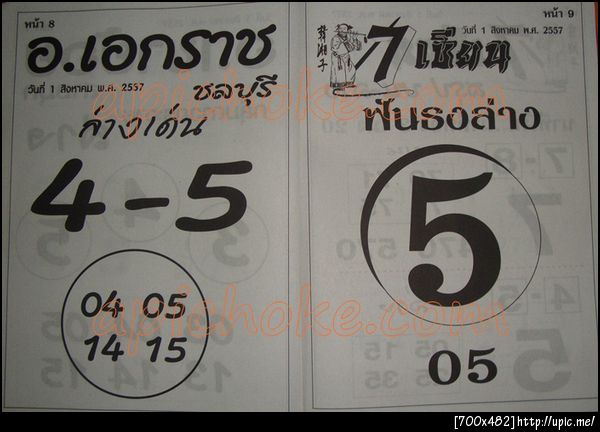 หน้า 8
อ.เอกราช
วันที่ 1 สิงหาคม พ.ศ. 2557
ชลบุรี
ล่างเด่น
4-5
04 05
14 15
หน้า 9
วันที่ 1 สิงหาคม พ.ศ. 2557
7 เซียน
ฟันธงล่าง
5
05
apichoke.com
apichoke.com
[700x482]http://upic.me/